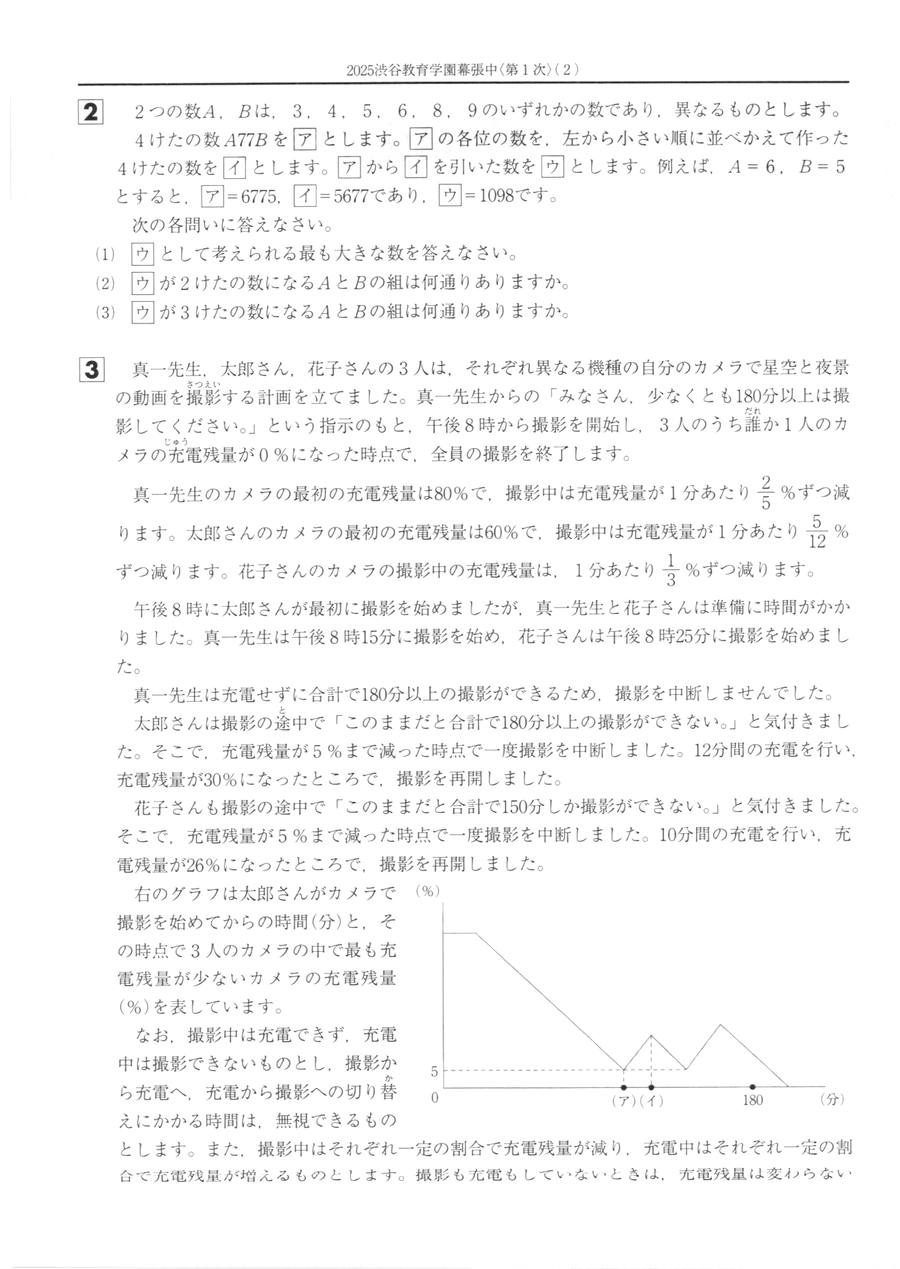 2025渋谷教育学園幕張中〈第1次〉(2)
2 2つの数A，Bは，3，4，5，6，8，9のいずれかの数であり，異なるものとします。
4けたの数A77Bをアとします。アの各位の数を，左から小さい順に並べかえて作った
4けたの数をイとします。アからイを引いた数をウとします。例えば，A＝6，B＝5
とすると，ア＝6775，イ＝5677であり，ウ＝1098です。
次の各問いに答えなさい。
(1) ウとして考えられる最も大きな数を答えなさい。
(2) ウが2けたの数になるAとBの組は何通りありますか。
(3) ウが3けたの数になるAとBの組は何通りありますか。
3 真一先生，太郎さん，花子さんの3人は，それぞれ異なる機種の自分のカメラで星空と夜景
さつえい
の動画を撮影する計画を立てました。真一先生からの「みなさん，少なくとも180分以上は撮
だれ
影してください。」という指示のもと，午後8時から撮影を開始し，3人のうち誰か1人のカ
じゅう
メラの充電残量が0％になった時点で，全員の撮影を終了します。
真一先生のカメラの最初の充電残量は80％で，撮影中は充電残量が1分あたり2/5％ずつ減
ります。太郎さんのカメラの最初の充電残量は60％で，撮影中は充電残量が1分あたり5/12％
ずつ減ります。花子さんのカメラの撮影中の充電残量は，1分あたり1/3％ずつ減ります。
午後8時に太郎さんが最初に撮影を始めましたが，真一先生と花子さんは準備に時間がかか
りました。真一先生は午後8時15分に撮影を始め，花子さんは午後8時25分に撮影を始めまし
た。
真一先生は充電せずに合計で180分以上の撮影ができるため，撮影を中断しませんでした。
と
太郎さんは撮影の途中で「このままだと合計で180分以上の撮影ができない。」と気付きまし
た。そこで，充電残量が5％まで減った時点で一度撮影を中断しました。12分間の充電を行い，
充電残量が30％になったところで，撮影を再開しました。
花子さんも撮影の途中で「このままだと合計で150分しか撮影ができない。」と気付きました。
そこで，充電残量が5％まで減った時点で一度撮影を中断しました。10分間の充電を行い，充
電残量が26％になったところで，撮影を再開しました。
右のグラフは太郎さんがカメラで
撮影を始めてからの時間(分)と，そ
の時点で3人のカメラの中で最も充
電残量が少ないカメラの充電残量
(％)を表しています。
なお，撮影中は充電できず，充電
中は撮影できないものとし，撮影か
か
ら充電へ，充電から撮影への切り替
えにかかる時間は，無視できるもの
とします。また，撮影中はそれぞれ一定の割合で充電残量が減り，充電中はそれぞれ一定の割
合で充電残量が増えるものとします。撮影も充電もしていないときは，充電残量は変わらない
(％)
5
0
(ア)
(イ)
180
(分)